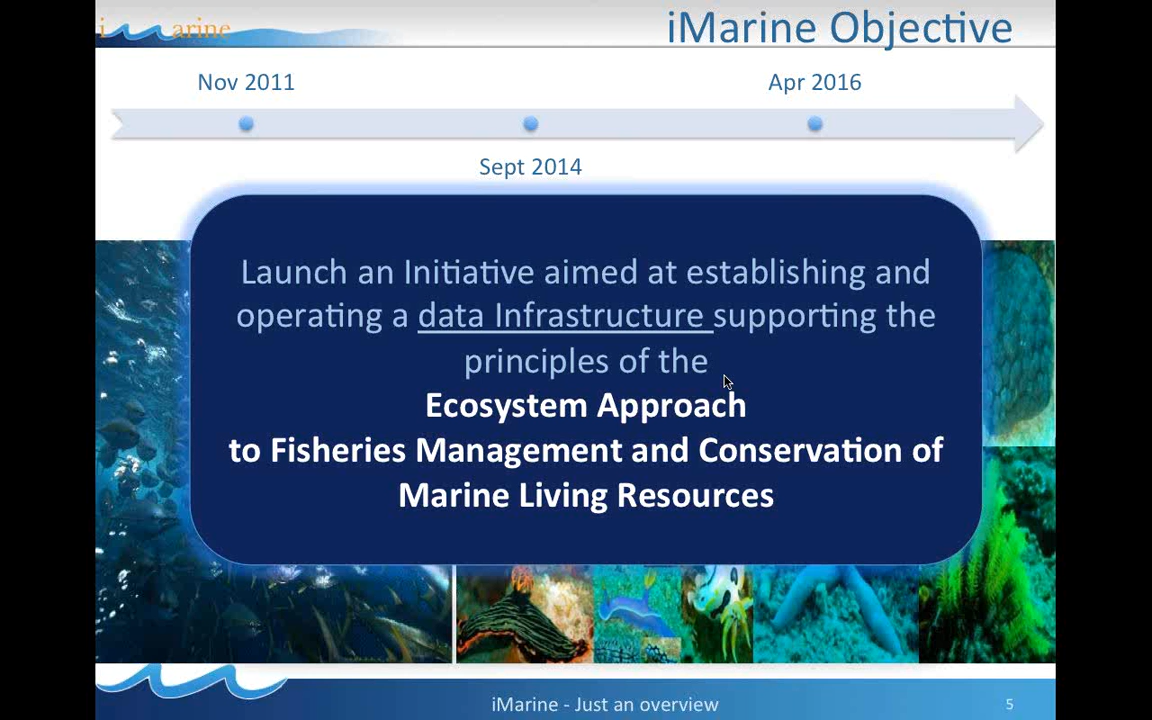 iMarine
iMarine Objective
Nov 2011
Apr 2016
Sept 2014
Launch an Initiative aimed at establishing and
operating a data Infrastructure supporting the
principles of the
Ecosystem Approach
to Fisheries Management and Conservation of
Marine Living Resources
iMarine - Just an overview
5